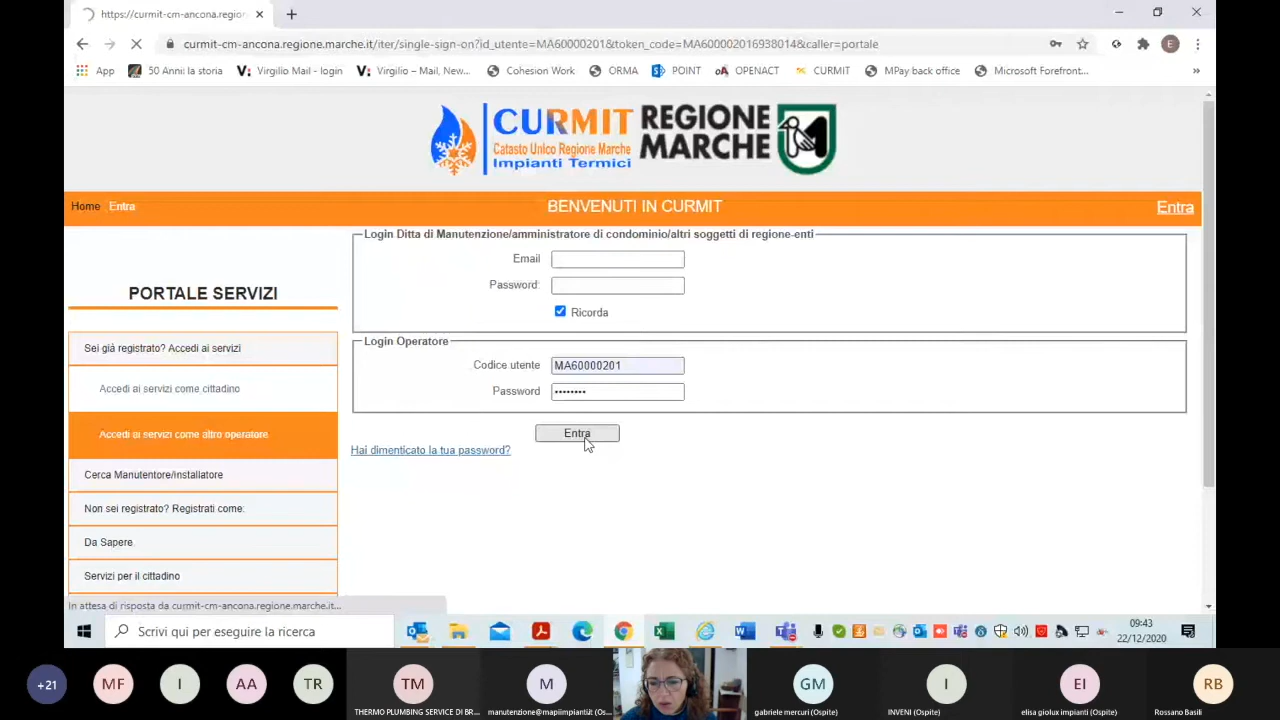 https://curmit-cm-ancona.region
curmit-cm-ancona.regione.marche.it/iter/single-sign-on?id_utente=MA60000201&token_code=MA600002016938014&caller=portale
E
App
50 Annii la storia
Virgilio Mail - login
Virgilio – Mail, New...
Cohesion Work
ORMA
POINT
OPENACT
CURMIT
MPay back office
Microsoft Forefront...
»
CURMIT
Catasto Unico Regione Marche
Impianti Termici
REGIONE
MARCHE
Home Entra
BENVENUTI IN CURMIT
Entra
Login Ditta di Manutenzione/amministratore di condominio/altri soggetti di regione-enti
Email
Password:
Ricorda
Login Operatore
Codice utente
MA60000201
Password
••••••••
Entra
Hai dimenticato la tua password?
PORTALE SERVIZI
Sei già registrato? Accedi ai servizi
Accedi ai servizi come cittadino
Accedi ai servizi come altro operatore
Cerca Manutentore/installatore
Non sei registrato? Registrati come:
Da Sapere
Servizi per il cittadino
In attesa di risposta da curmit-cm-ancona.regione.marche.it...
Scrivi qui per eseguire la ricerca
09:43
22/12/2020
+21
MF
I
AA
TR
TM
M
GM
I
EI
RB
THERMO PLUMBING SERVICE DI BR...
manutenzione@mapiimpianti.it (Os...
gabriele mercuri (Ospite)
INVENI (Ospite)
elisa giolux impianti (Ospite)
Rossano Basili